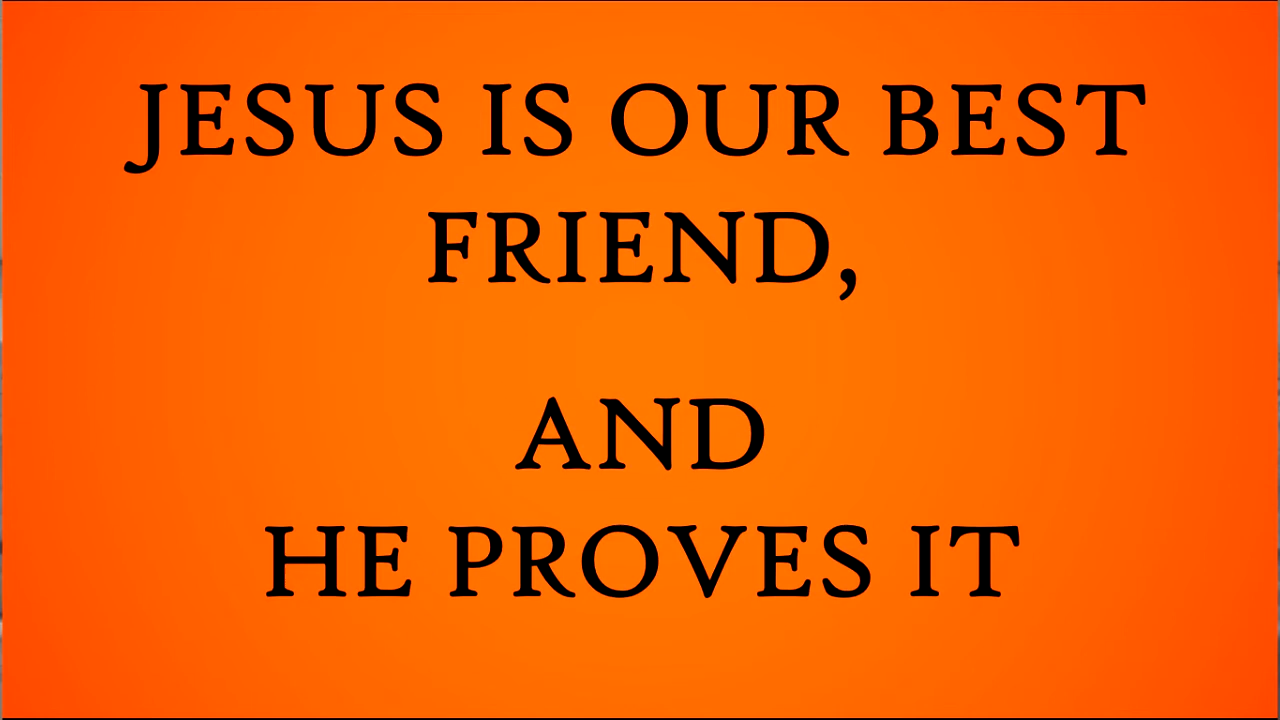 JESUS IS OUR BEST
FRIEND,
AND
HE PROVES IT